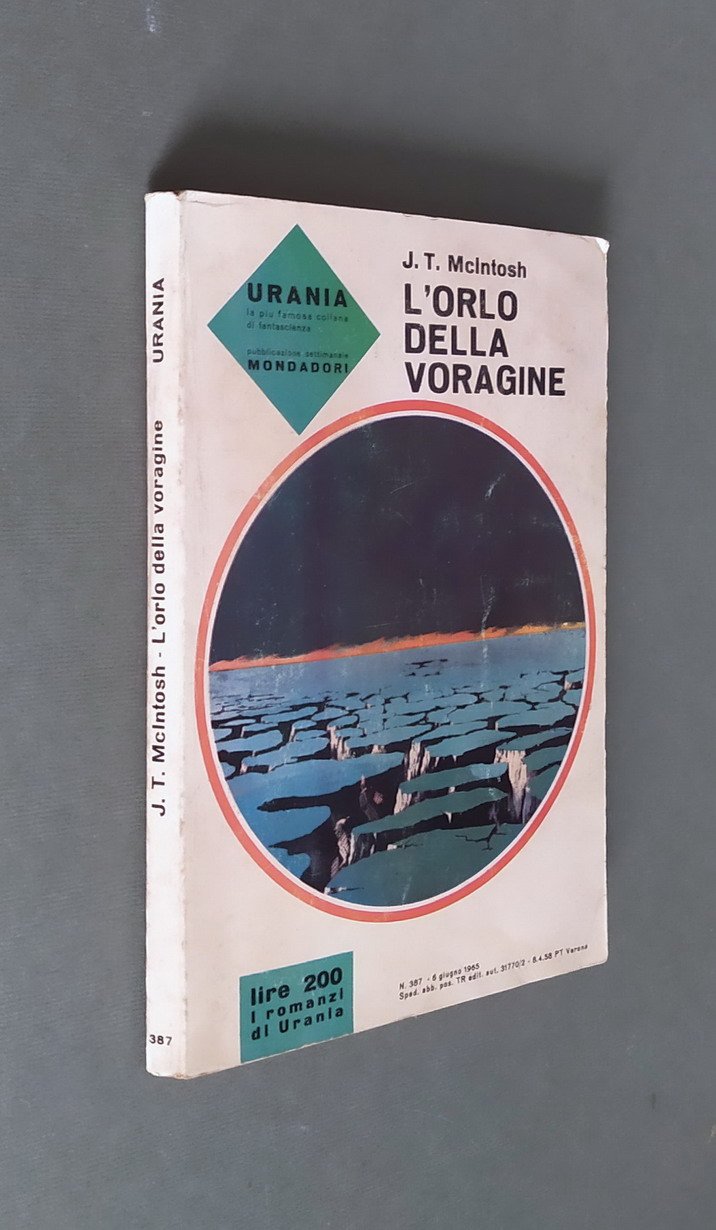 URANIA
la più famosa collana
di fantascienza
pubblicazione settimanale
MONDADORI
J. T. McIntosh
L'ORLO
DELLA
VORAGINE
lire 200
I romanzi
di Urania
N. 387 - 6 giugno 1965
Sped. abb. pos. TR edit. aut. 31770/2 - 8.4.58 PT Verona
URANIA
J. T. McIntosh - L'orlo della voragine
387